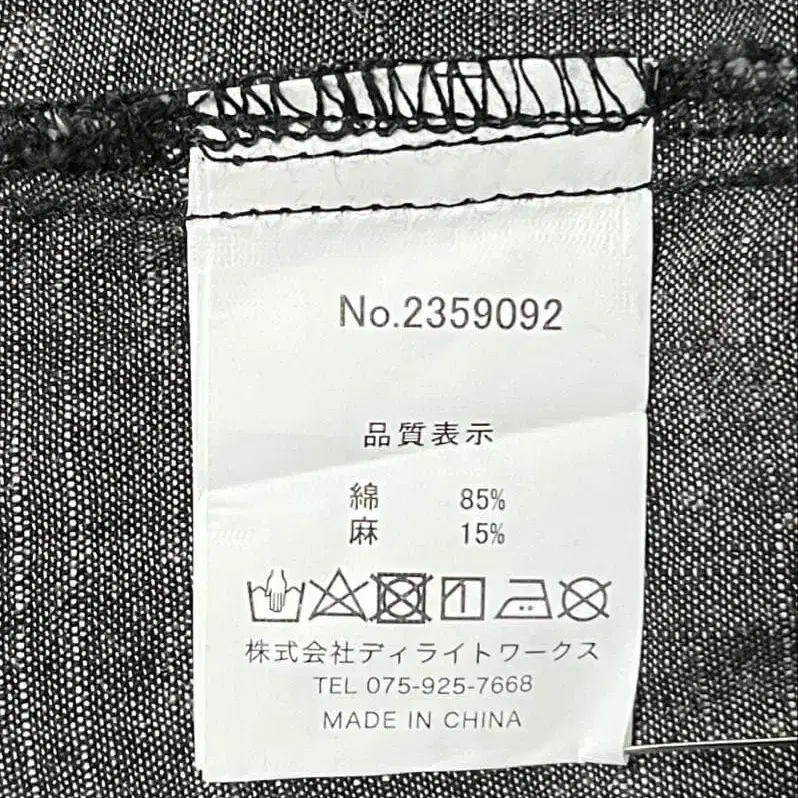 No.2359092
品質表示
綿 85%
麻 15%
株式会社ディライトワークス
TEL 075-925-7668
MADE IN CHINA